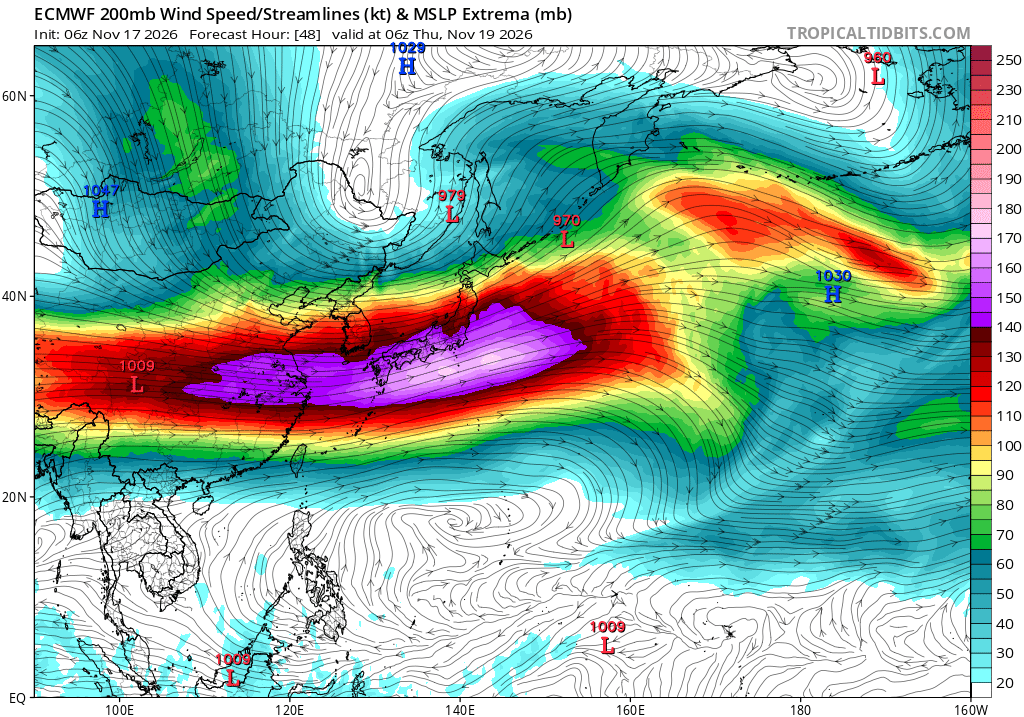 ECMWF 200mb Wind Speed/Streamlines (kt) & MSLP Extrema (mb)
Init: 06z Nov 17 2026 Forecast Hour: [48] valid at 06z Thu, Nov 19 2026
TROPICALTIDBITS.COM
1029
H
960
L
1047
H
979
L
970
L
1030
H
1009
L
1009
L
1009
L
60N
40N
20N
EQ
100E
120E
140E
160E
180
160W
250
230
210
200
190
180
170
160
150
140
130
120
110
100
90
80
70
60
50
40
30
20